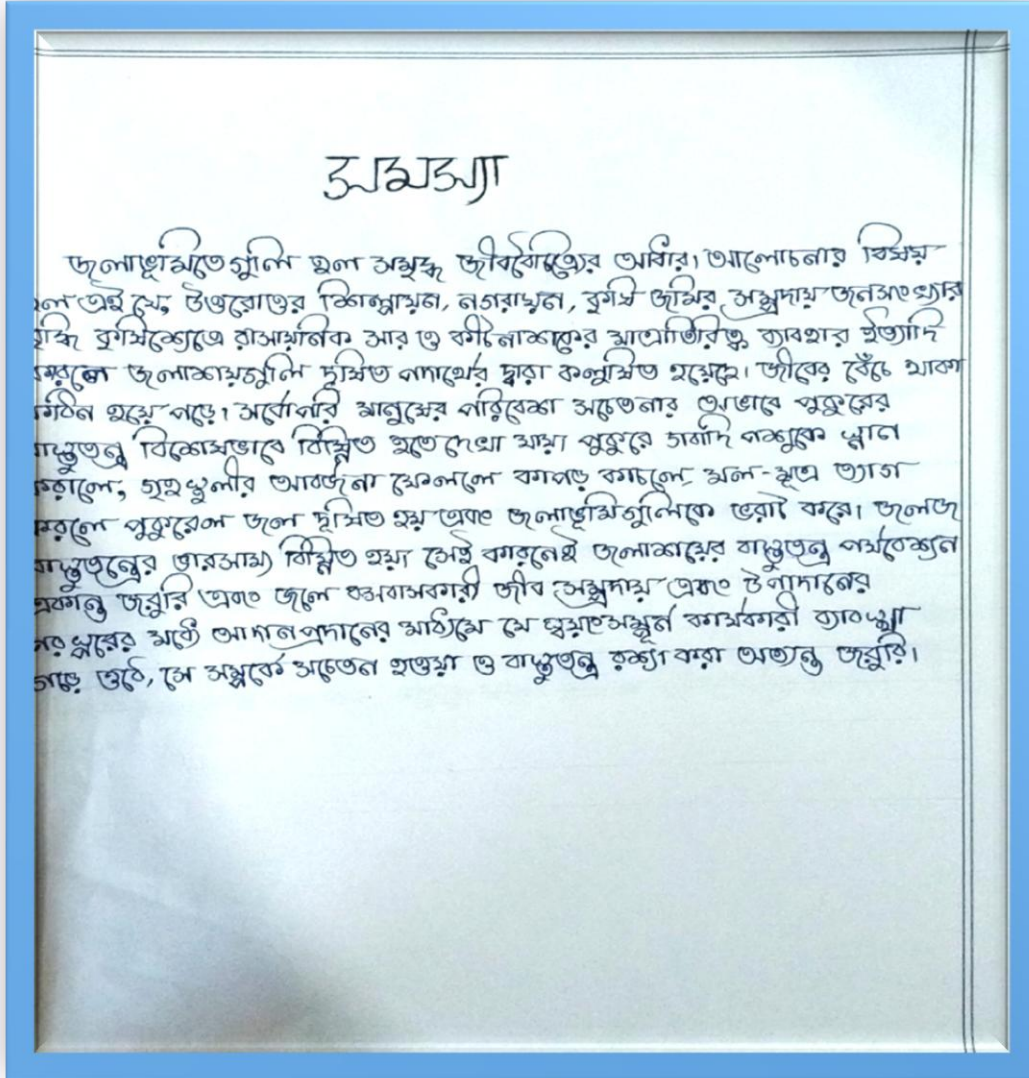 সমস্যা
জলাভূমিতেগুলি হল সমৃদ্ধ জীববৈচিত্র্যের আধার। আলোচনার বিষয়
হল এই যে, উত্তরোত্তর শিল্পায়ন, নগরায়ন, কৃষি জমির সম্প্রদায় জনসংখ্যার
বৃদ্ধি কৃষিক্ষেত্রে রাসায়নিক সার ও কীটনাশকের মাত্রাতিরিক্ত ব্যাবহার ইত্যাদি
করলে জলাশয়গুলি দূষিত পদার্থের দ্বারা কলুষিত হয়েছে। জীবের বেঁচে থাকা
কঠিন হয়ে পড়ে। সর্বোপরি মানুষের পরিবেশ সচেতনার অভাবে পুকুরের
বাস্তুতন্ত্র বিশেষভাবে বিঘ্নিত হতে দেখা যায়। পুকুরে গবাদি পশুকে স্নান
করালে, গৃহস্থলীর আবর্জনা ফেললে কাপড় কাচলে, মল-মূত্র ত্যাগ
করলে পুকুরেল জল দূষিত হয় এবং জলাভূমিগুলিকে ভরাট করে। জলজ
বাস্তুতন্ত্রের ভারসাম্য বিঘ্নিত হয়। সেই কারনেই জলাশয়ের বাস্তুতন্ত্র পর্যবেক্ষন
একান্ত জরুরি এবং জলে বসবাসকারী জীব সম্প্রদায় এবং উপাদানের
পরস্পরের মধ্যে আদানপ্রদানের মাধ্যিমে যে স্বয়ংসম্পূর্ন কার্যকারী ব্যাবস্থা
গড়ে ওঠে, সে সম্পর্কে সচেতন হওয়া ও বাস্তুতন্ত্র রক্ষা করা অত্যন্ত জরুরি।